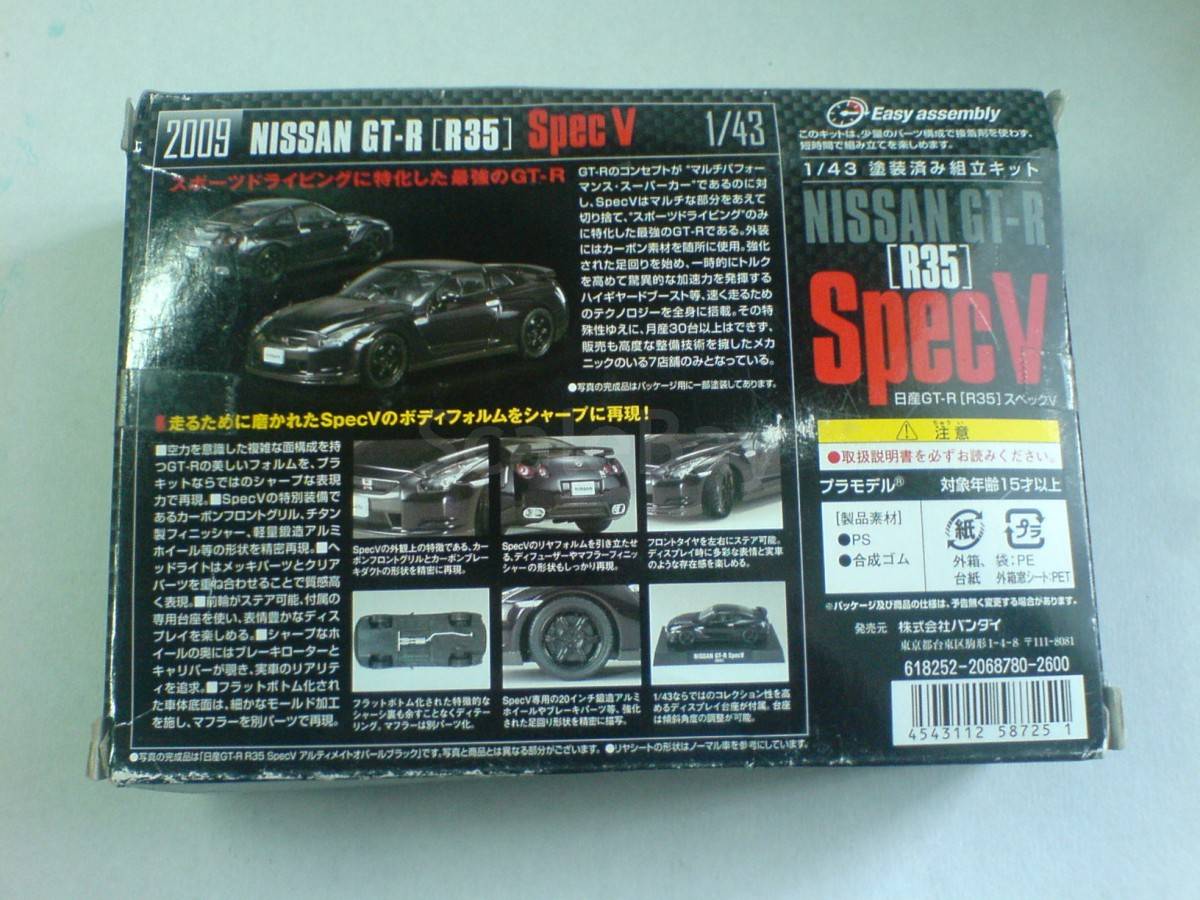 2009 NISSAN GT-R [R35] Spec V 1/43
スポーツドライビングに特化した最強のGT-R
GT-Rのコンセプトが"マルチパフォー
マンス・スーパーカー"であるのに対
し、SpecVはマルチな部分をあえて
切り捨て、"スポーツドライビング"のみ
に特化した最強のGT-Rである。外装
にはカーボン素材を随所に使用。強化
された足回りを始め、一時的にトルク
を高めて驚異的な加速力を発揮する
ハイギヤードブースト等、速く走るため
のテクノロジーを全身に搭載。その特
殊性ゆえに、月産30台以上はできず、
販売も高度な整備技術を擁したメカ
ニックのいる7店舗のみとなっている。
●写真の完成品はパッケージ用に一部塗装してあります。
走るために磨かれたSpecVのボディフォルムをシャープに再現!
■空力を意識した複雑な面構成を持
つGT-Rの美しいフォルムを、プラ
キットならではのシャープな表現
力で再現。■SpecVの特別装備で
あるカーボンフロントグリル、チタン
製フィニッシャー、軽量鍛造アルミ
ホイール等の形状を精密再現。■ヘ
ッドライトはメッキパーツとクリア
パーツを重ね合わせることで質感高
く表現。■前輪がステア可能、付属の
専用台座を使い、表情豊かなディス
プレイを楽しめる。■シャープなホ
イールの奥にはブレーキローターと
キャリパーが覗き、実車のリアリテ
ィを追求。■フラットボトム化され
た車体底面は、細かなモールド加工
を施し、マフラーを別パーツで再現。
SpecVの外観上の特徴である、カー
ボンフロントグリルとカーボンブレー
キダクトの形状を精密に再現。
SpecVのリヤフォルムを引き立たせ
る、ディフューザーやマフラーフィニッ
シャーの形状もしっかり再現。
フロントタイヤを左右にステア可能。
ディスプレイ時に多彩な表情と実車
のような存在感を楽しめる。
NISSAN GT-R SpecV
フラットボトム化された特徴的な
シャーシ裏も余すことなくディテー
リング。マフラーは別パーツ化。
SpecV専用の20インチ鍛造アルミ
ホイールやブレーキパーツ等、強化
された足回り形状を精密に描写。
1/43ならではのコレクション性を高
めるディスプレイ台座が付属。台座
は傾斜角度の調整が可能。
●写真の完成品は「日産GT-R R35 SpecV アルティメイトオパールブラック」です。写真と商品とは異なる部分がございます。 ●リヤシートの形状はノーマル車を参考にしています。
Easy assembly
このキットは、少量のパーツ構成で接着剤を使わず、
短時間で組み立てを楽しめます。
1/43 塗装済み組立キット
NISSAN GT-R
[R35]
Spec V
日産GT-R [R35] スペックV
注意
●取扱説明書を必ずお読みください。
プラモデル® 対象年齢15才以上
[製品素材]
●PS
●合成ゴム
紙 プラ
外箱、 袋:PE
台紙 外箱窓シート:PET
※パッケージ及び商品の仕様は、予告無く変更する場合があります。
発売元 株式会社バンダイ
東京都台東区駒形1-4-8 〒111-8081
618252-2068780-2600
4543112 58725 1